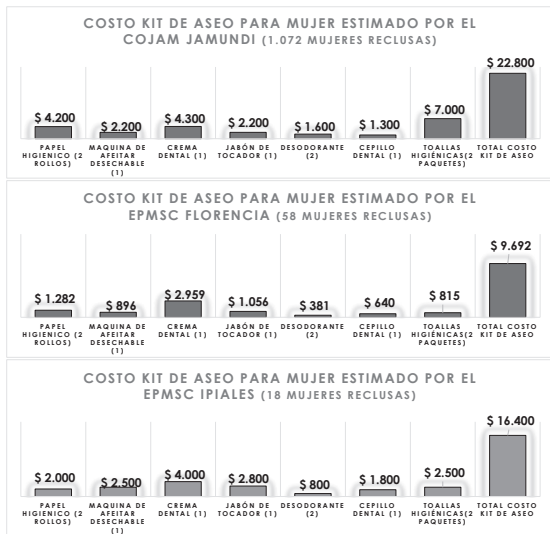 COSTO KIT DE ASEO PARA MUJER ESTIMADO POR EL
COJAM JAMUNDI (1.072 MUJERES RECLUSAS)
$ 4.200
$ 2.200
$ 4.300
$ 2.200
$ 1.600
$ 1.300
$ 7.000
$ 22.800
PAPEL
HIGIENICO (2
ROLLOS)
MAQUINA DE
AFEITAR
DESECHABLE
(1)
CREMA
DENTAL (1)
JABÓN DE
TOCADOR (1)
DESODORANTE
(2)
CEPILLO
DENTAL (1)
TOALLAS
HIGIÉNICAS(2
PAQUETES)
TOTAL COSTO
KIT DE ASEO
COSTO KIT DE ASEO PARA MUJER ESTIMADO POR EL
EPMSC FLORENCIA (58 MUJERES RECLUSAS)
$ 1.282
$ 896
$ 2.959
$ 1.056
$ 381
$ 640
$ 815
$ 9.692
PAPEL
HIGIENICO (2
ROLLOS)
MAQUINA DE
AFEITAR
DESECHABLE
(1)
CREMA
DENTAL (1)
JABÓN DE
TOCADOR (1)
DESODORANTE
(2)
CEPILLO
DENTAL (1)
TOALLAS
HIGIÉNICAS(2
PAQUETES)
TOTAL COSTO
KIT DE ASEO
COSTO KIT DE ASEO PARA MUJER ESTIMADO POR EL
EPMSC IPIALES (18 MUJERES RECLUSAS)
$ 2.000
$ 2.500
$ 4.000
$ 2.800
$ 800
$ 1.800
$ 2.500
$ 16.400
PAPEL
HIGIENICO (2
ROLLOS)
MAQUINA DE
AFEITAR
DESECHABLE
(1)
CREMA
DENTAL (1)
JABÓN DE
TOCADOR (1)
DESODORANTE
(2)
CEPILLO
DENTAL (1)
TOALLAS
HIGIÉNICAS(2
PAQUETES)
TOTAL COSTO
KIT DE ASEO